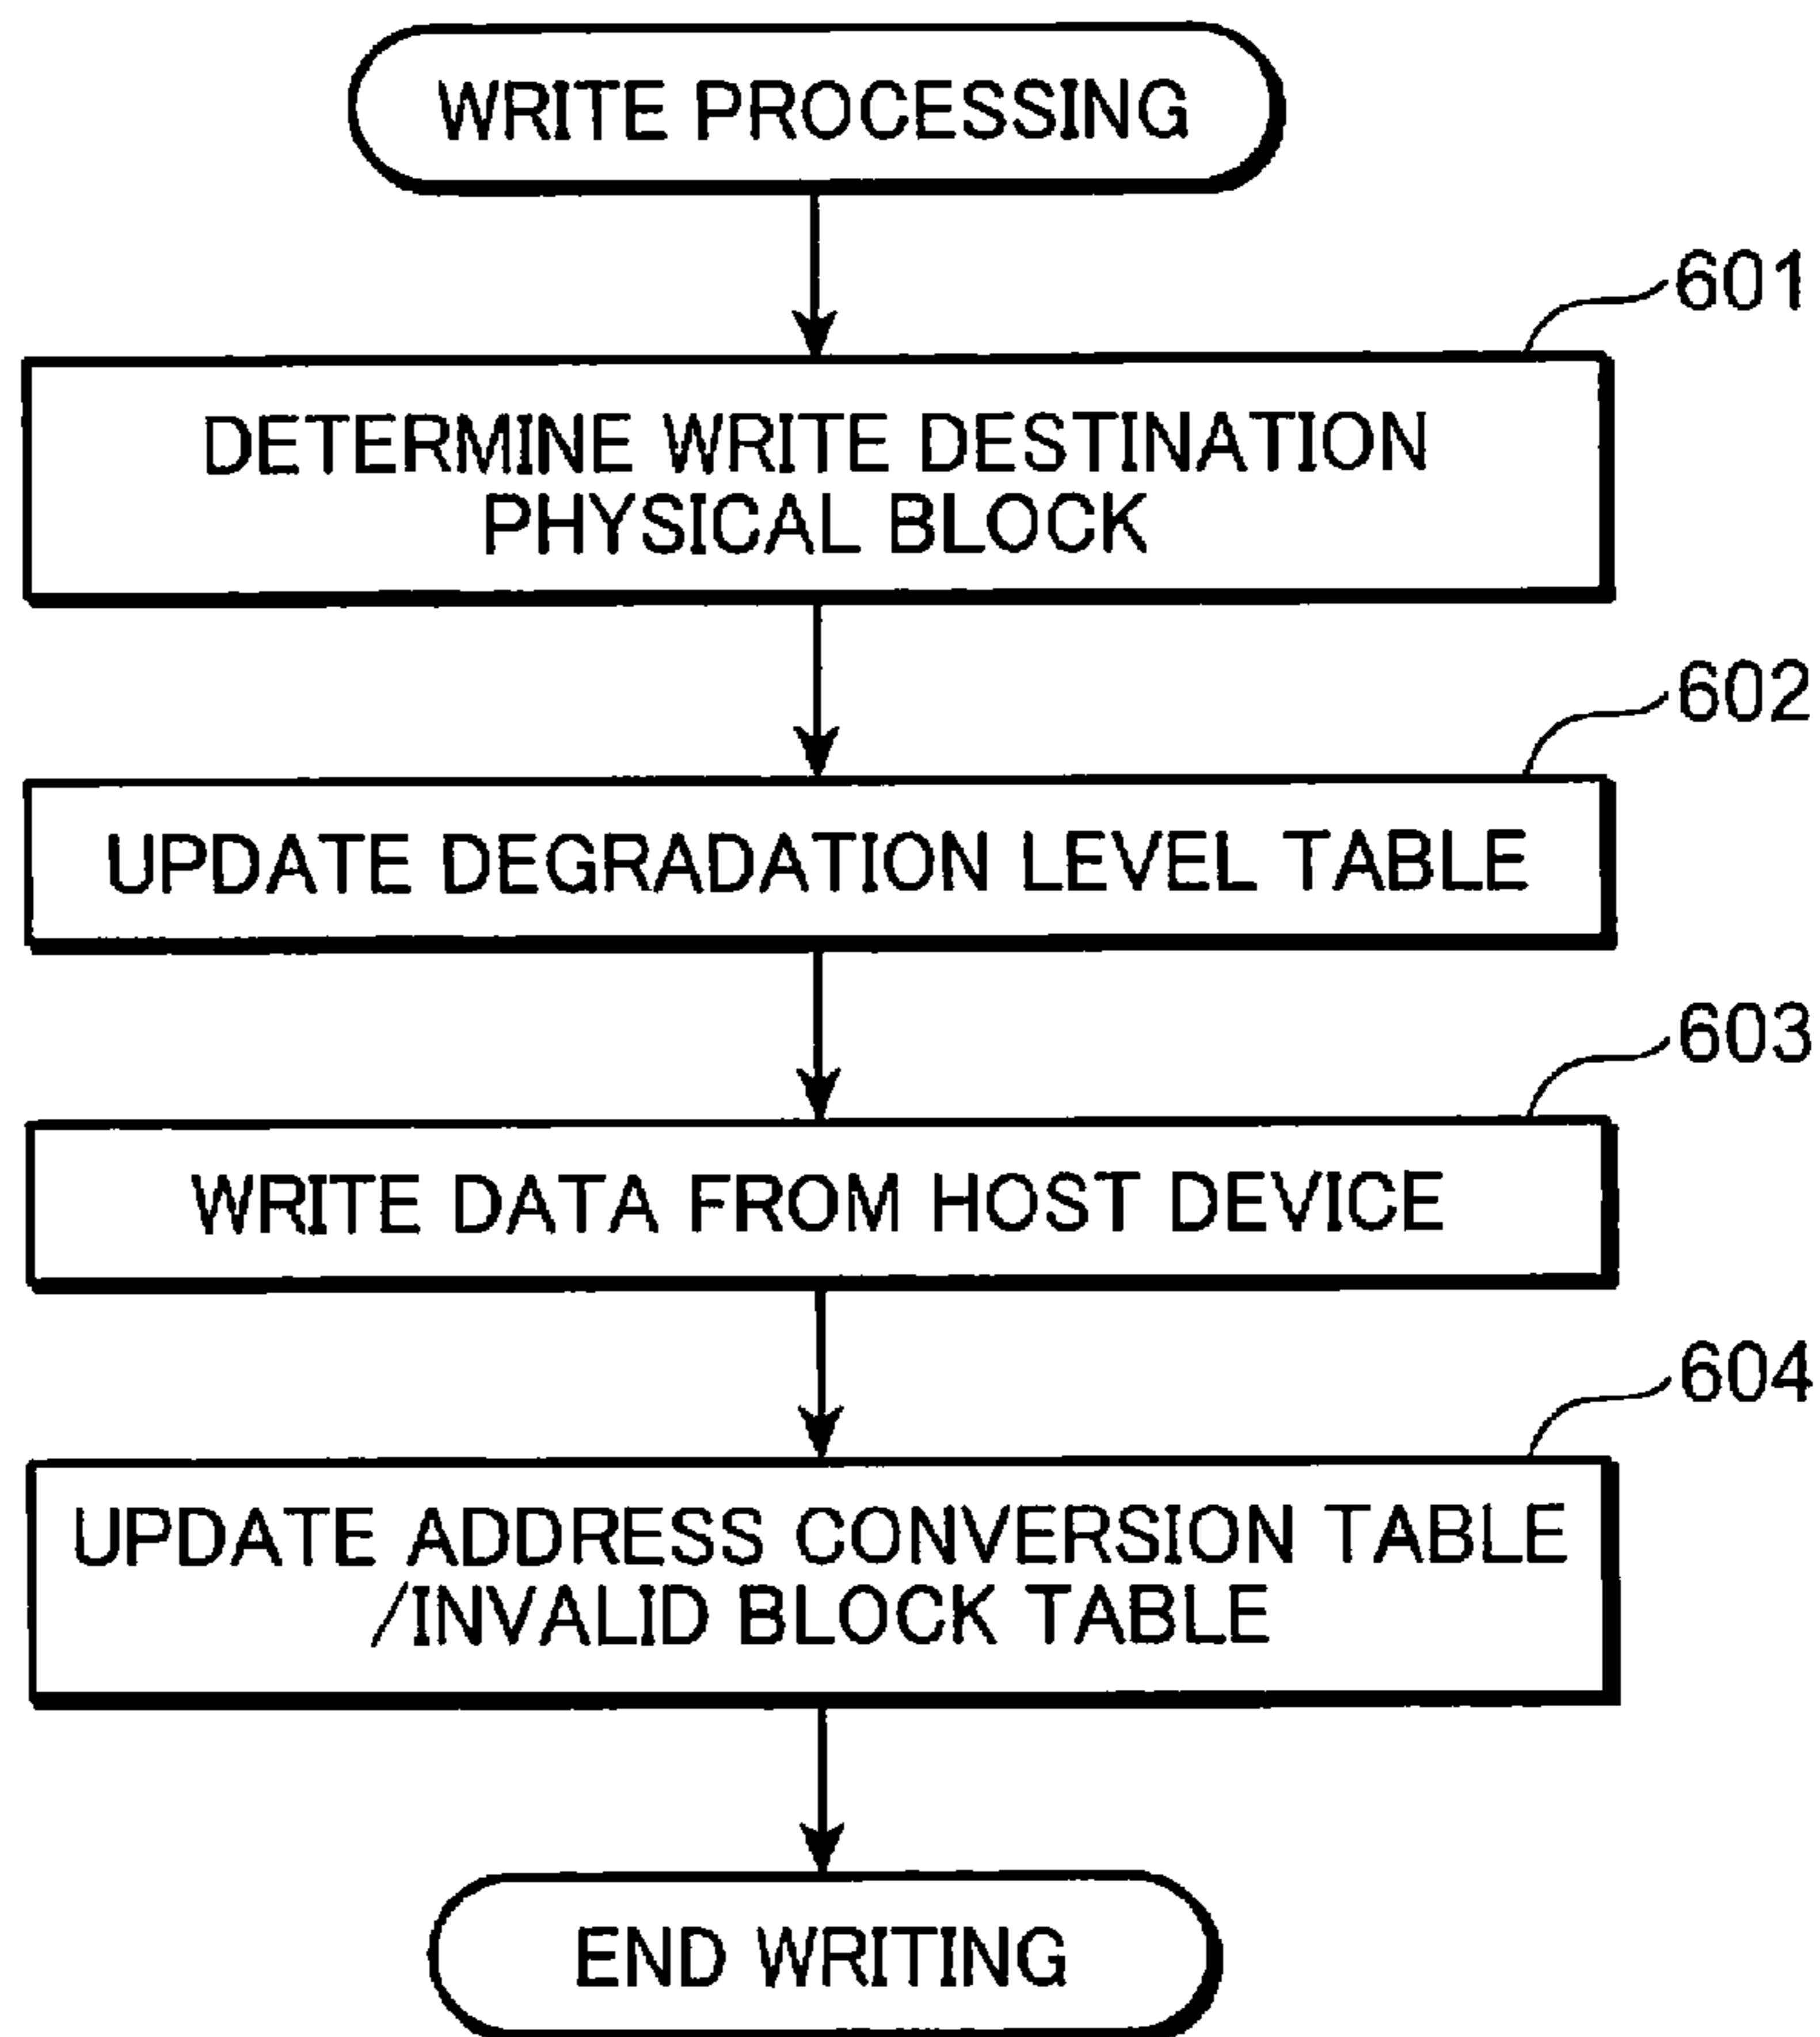 WRITE PROCESSING
601
DETERMINE WRITE DESTINATION
PHYSICAL BLOCK
602
UPDATE DEGRADATION LEVEL TABLE
603
WRITE DATA FROM HOST DEVICE
604
UPDATE ADDRESS CONVERSION TABLE
/INVALID BLOCK TABLE
END WRITING